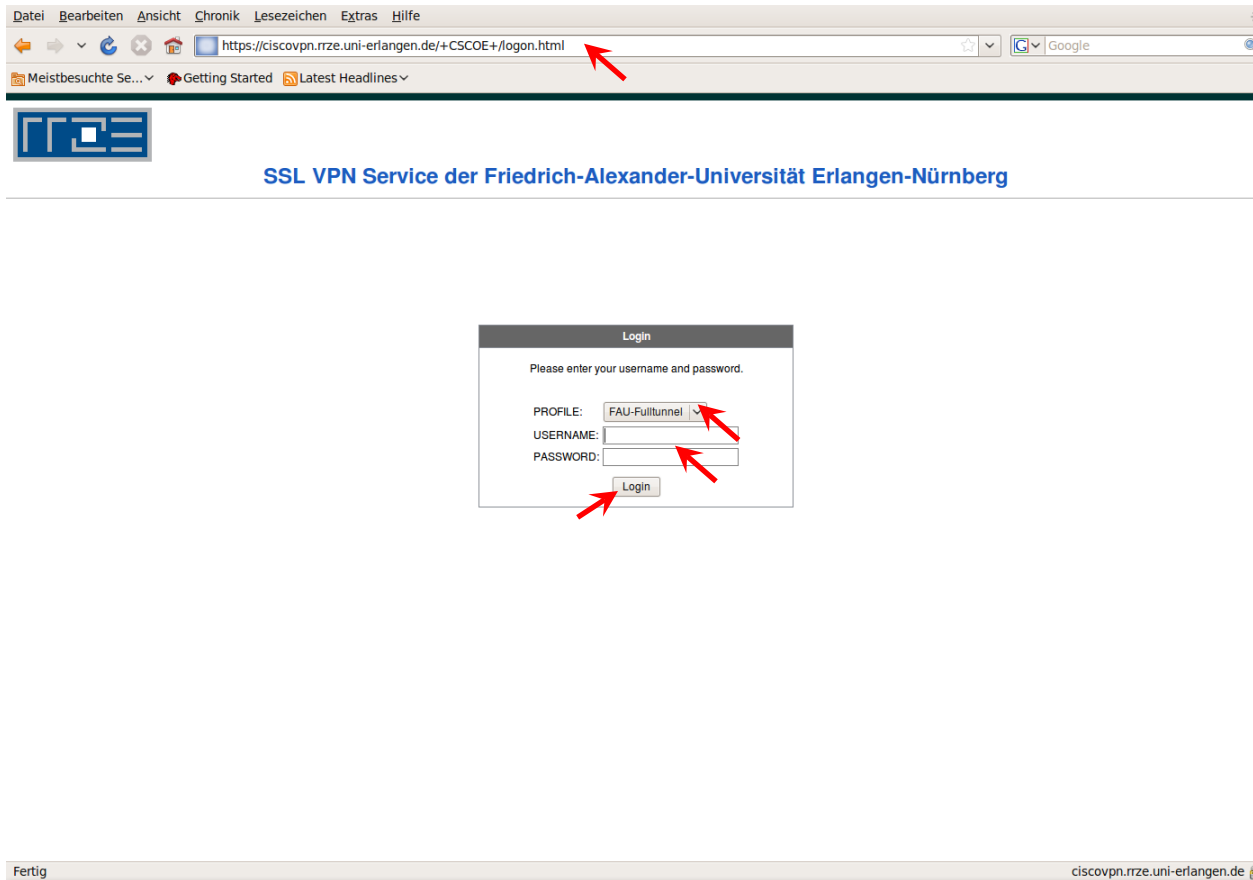 Datei Bearbeiten Ansicht Chronik Lesezeichen Extras Hilfe
https://ciscovpn.rrze.uni-erlangen.de/+CSCOE+/logon.html
G Google
Meistbesuchte Se... Getting Started Latest Headlines
rrze
SSL VPN Service der Friedrich-Alexander-Universität Erlangen-Nürnberg
Login
Please enter your username and password.
PROFILE: FAU-Fulltunnel
USERNAME:
PASSWORD:
Login
Fertig ciscovpn.rrze.uni-erlangen.de